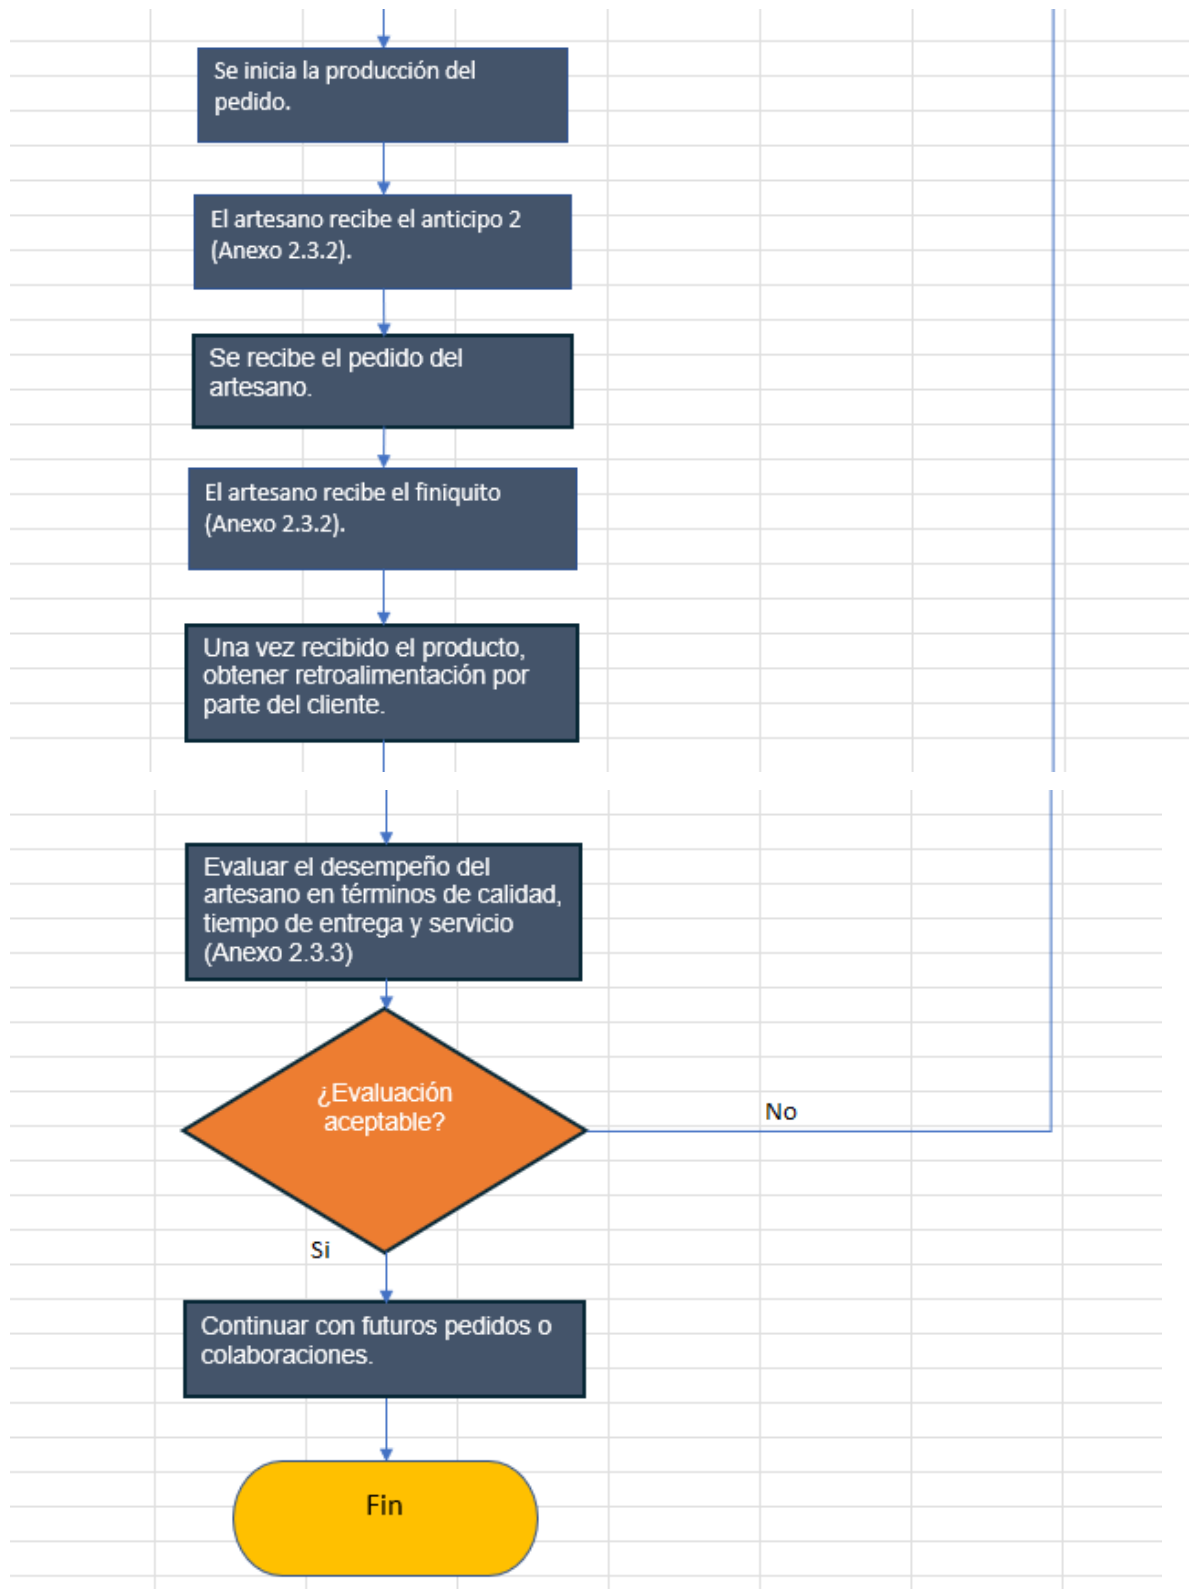 Se inicia la producción del
pedido.
El artesano recibe el anticipo 2
(Anexo 2.3.2).
Se recibe el pedido del
artesano.
El artesano recibe el finiquito
(Anexo 2.3.2).
Una vez recibido el producto,
obtener retroalimentación por
parte del cliente.
Evaluar el desempeño del
artesano en términos de calidad,
tiempo de entrega y servicio
(Anexo 2.3.3)
¿Evaluación
aceptable?
No
Si
Continuar con futuros pedidos o
colaboraciones.
Fin